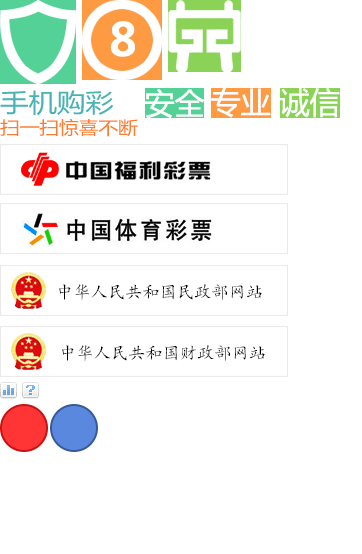 8
手机购彩 安全 专业 诚信
扫一扫惊喜不断
中国福利彩票
中国体育彩票
中华人民共和国民政部网站
中华人民共和国财政部网站
?